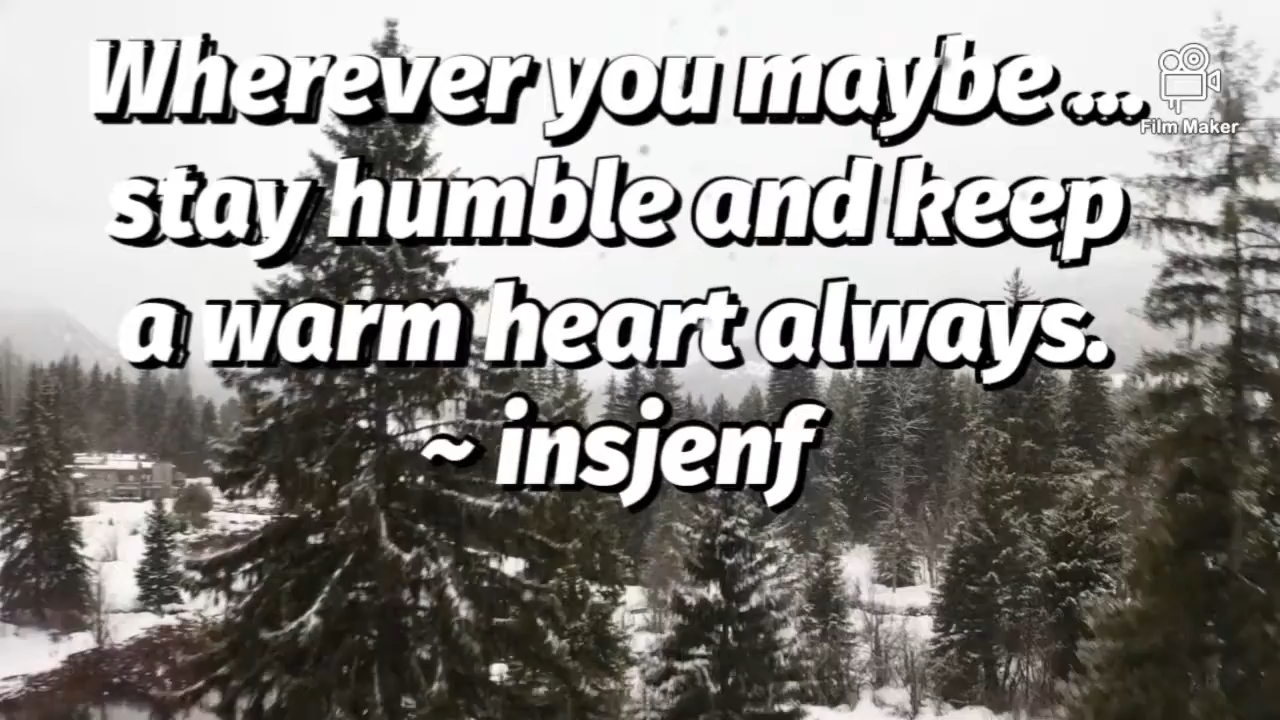 Wherever you maybe...
Film Maker
stay humble and keep
a warm heart always.
~ insjenf